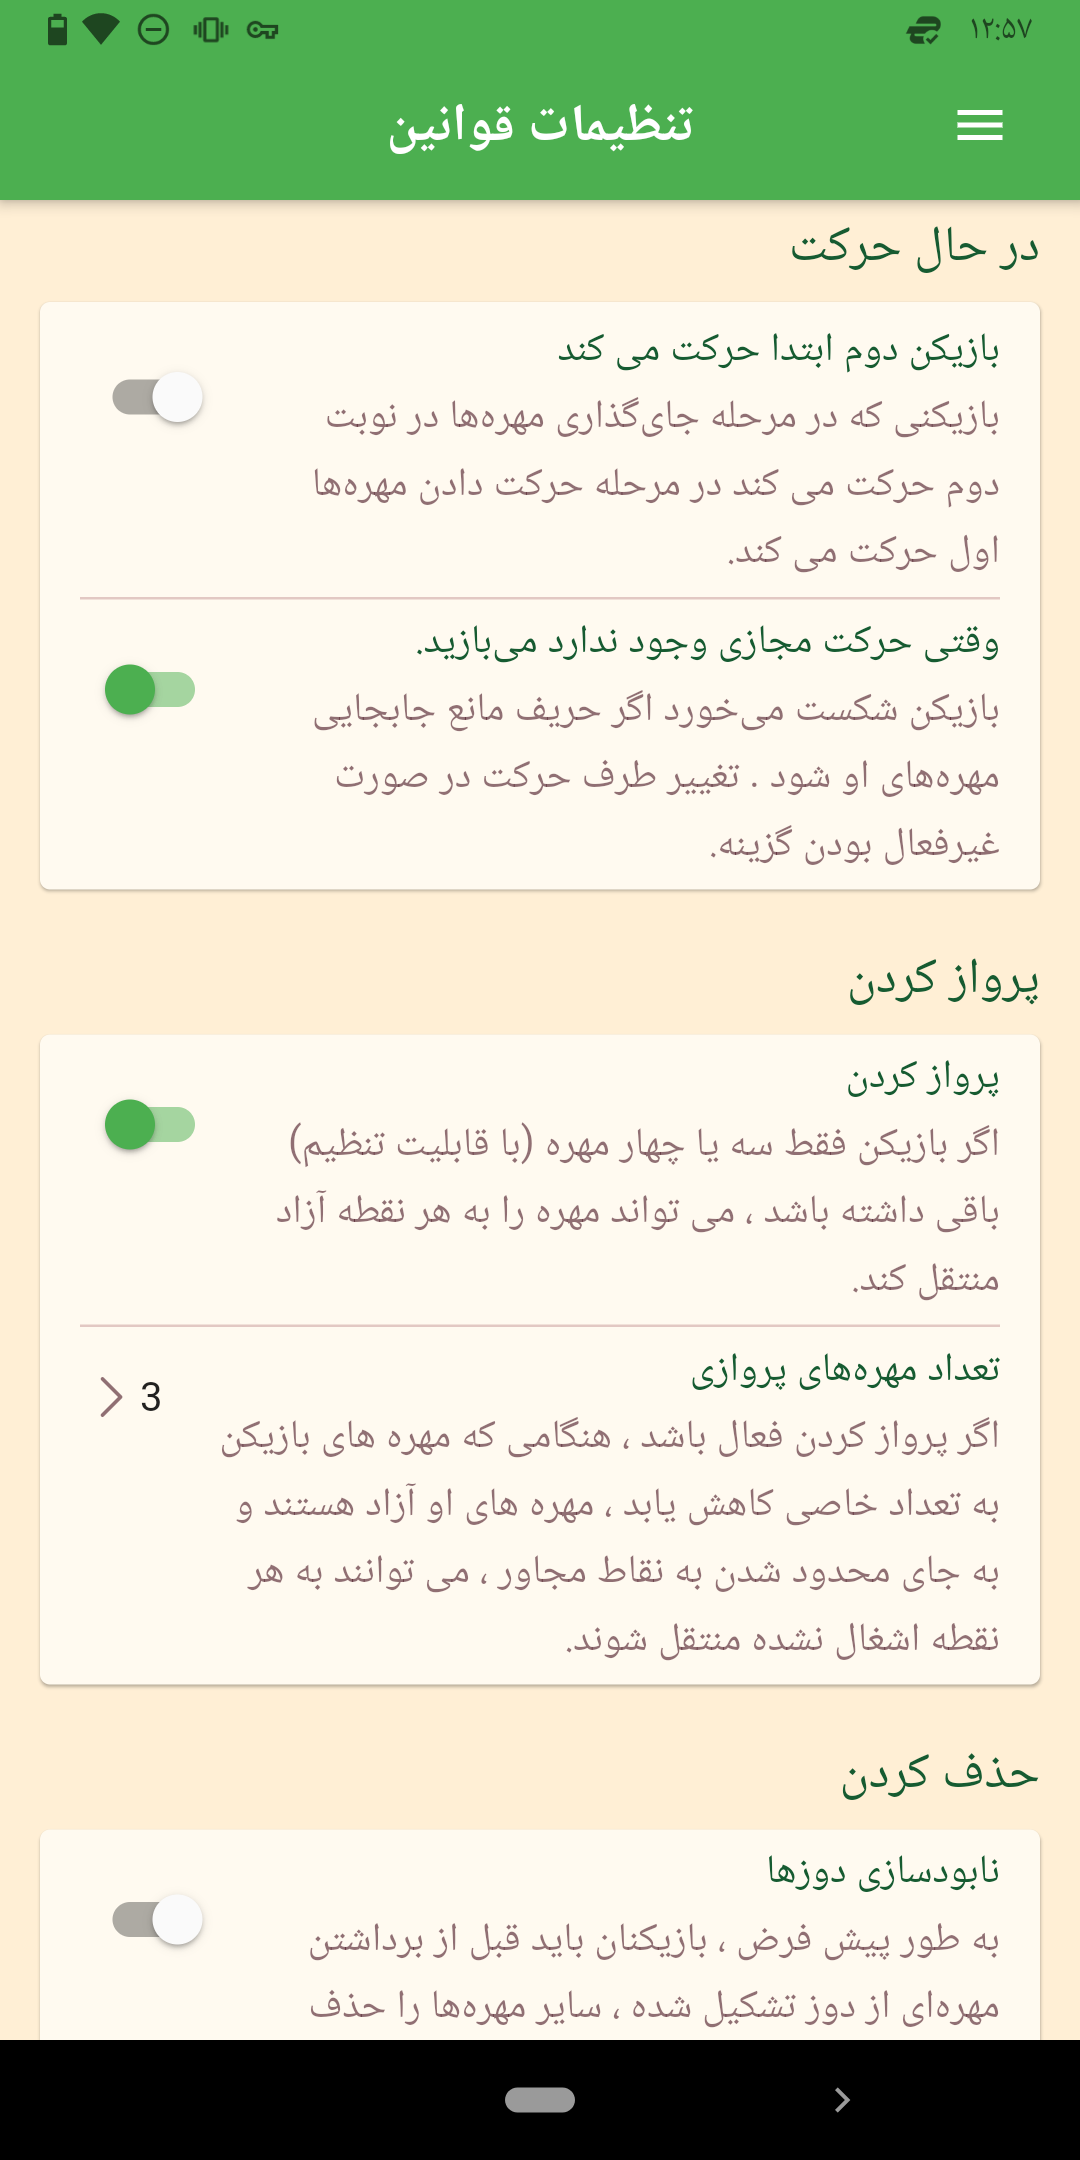 ۱۲:۵۷
تنظیمات قوانین
در حال حرکت
بازیکن دوم ابتدا حرکت می کند
بازیکنی که در مرحله جای‌گذاری مهره‌ها در نوبت
دوم حرکت می کند در مرحله حرکت دادن مهره‌ها
اول حرکت می کند.
وقتی حرکت مجازی وجود ندارد می‌بازید.
بازیکن شکست می‌خورد اگر حریف مانع جابجایی
مهره‌های او شود . تغییر طرف حرکت در صورت
غیرفعال بودن گزینه.
پرواز کردن
پرواز کردن
اگر بازیکن فقط سه یا چهار مهره (با قابلیت تنظیم)
باقی داشته باشد ، می تواند مهره را به هر نقطه آزاد
منتقل کند.
تعداد مهره‌های پروازی
3
اگر پرواز کردن فعال باشد ، هنگامی که مهره های بازیکن
به تعداد خاصی کاهش یابد ، مهره های او آزاد هستند و
به جای محدود شدن به نقاط مجاور ، می توانند به هر
نقطه اشغال نشده منتقل شوند.
حذف کردن
نابودسازی دوزها
به طور پیش فرض ، بازیکنان باید قبل از برداشتن
مهره‌ای از دوز تشکیل شده ، سایر مهره‌ها را حذف